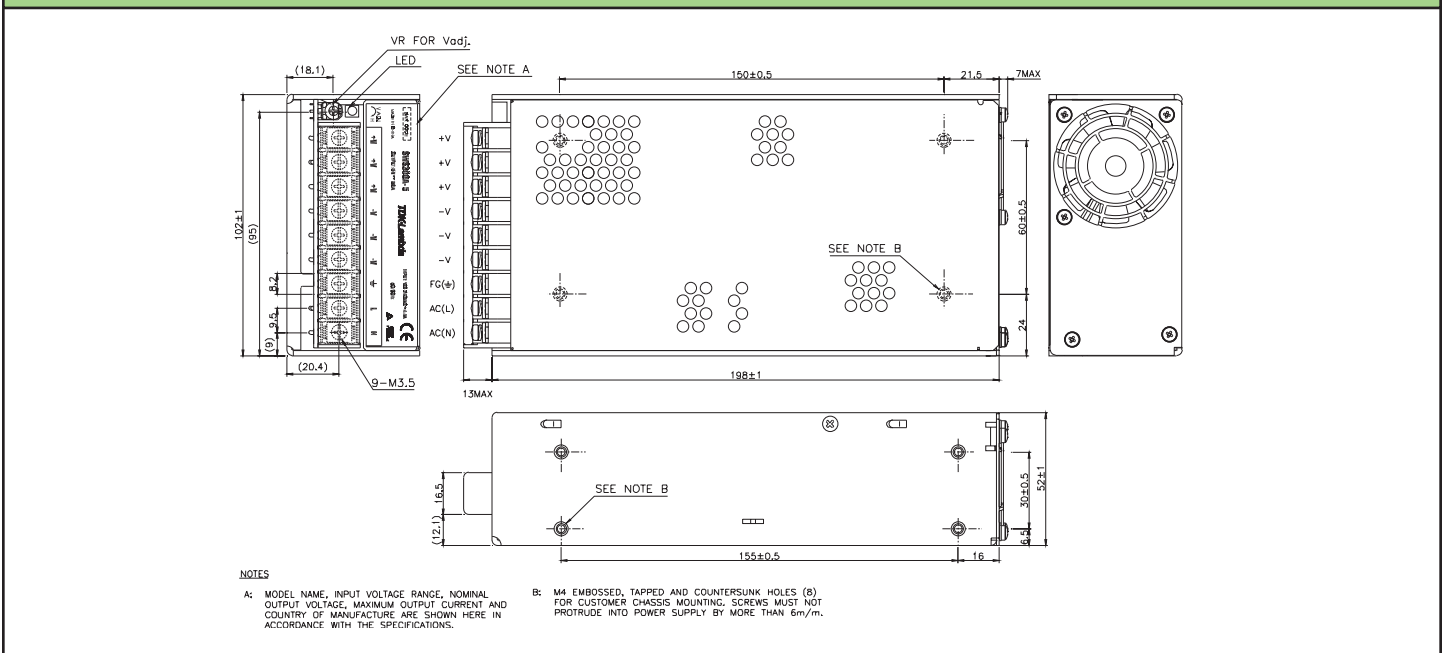 VR FOR Vadj.
LED
SEE NOTE A
(18.1)
150±0.5
21.5
7MAX
+V
+V
+V
-V
-V
-V
FG(⏚)
AC(L)
AC(N)
102±1
(95)
8.2
9.5
(9)
(20.4)
9-M3.5
TDK-Lambda
CE
SEE NOTE B
60±0.5
24
13MAX
198±1
16.5
(12.1)
SEE NOTE B
155±0.5
16
6.5
30±0.5
52±1
NOTES
A; MODEL NAME, INPUT VOLTAGE RANGE, NOMINAL
OUTPUT VOLTAGE, MAXIMUM OUTPUT CURRENT AND
COUNTRY OF MANUFACTURE ARE SHOWN HERE IN
ACCORDANCE WITH THE SPECIFICATIONS.
B: M4 EMBOSSED, TAPPED AND COUNTERSUNK HOLES (8)
FOR CUSTOMER CHASSIS MOUNTING. SCREWS MUST NOT
PROTRUDE INTO POWER SUPPLY BY MORE THAN 6m/m.